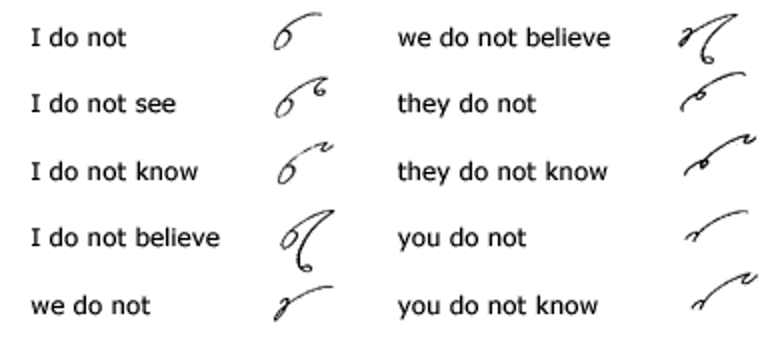 I do not
I do not see
I do not know
I do not believe
we do not
we do not believe
they do not
they do not know
you do not
you do not know